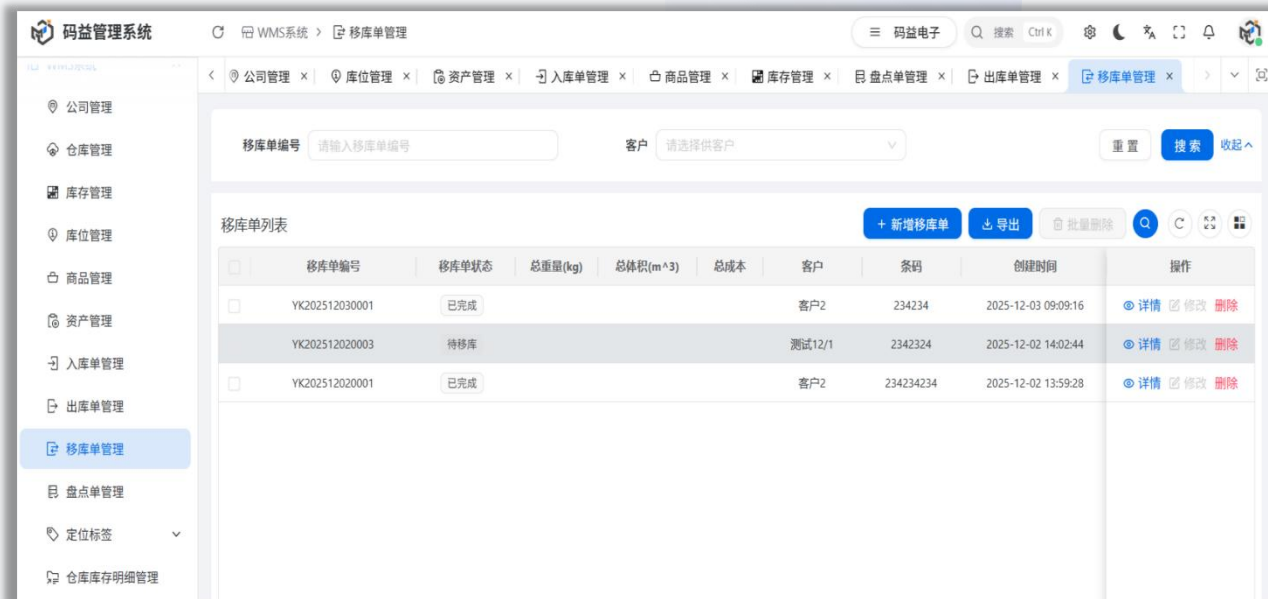 码益管理系统
WMS系统 > 移库单管理
码益电子
搜索 Ctrl K
WMS系统
公司管理 × 库位管理 × 资产管理 × 入库单管理 × 商品管理 × 库存管理 × 盘点单管理 × 出库单管理 × 移库单管理 ×
公司管理
仓库管理
库存管理
库位管理
商品管理
资产管理
入库单管理
出库单管理
移库单管理
盘点单管理
定位标签
仓库库存明细管理
移库单编号 请输入移库单编号 客户 请选择供客户 重置 搜索 收起
移库单列表 + 新增移库单 导出 批量删除
移库单编号 移库单状态 总重量(kg) 总体积(m^3) 总成本 客户 条码 创建时间 操作
YK202512030001 已完成 客户2 234234 2025-12-03 09:09:16 详情 修改 删除
YK202512020003 待移库 测试12/1 2342324 2025-12-02 14:02:44 详情 修改 删除
YK202512020001 已完成 客户2 234234234 2025-12-02 13:59:28 详情 修改 删除